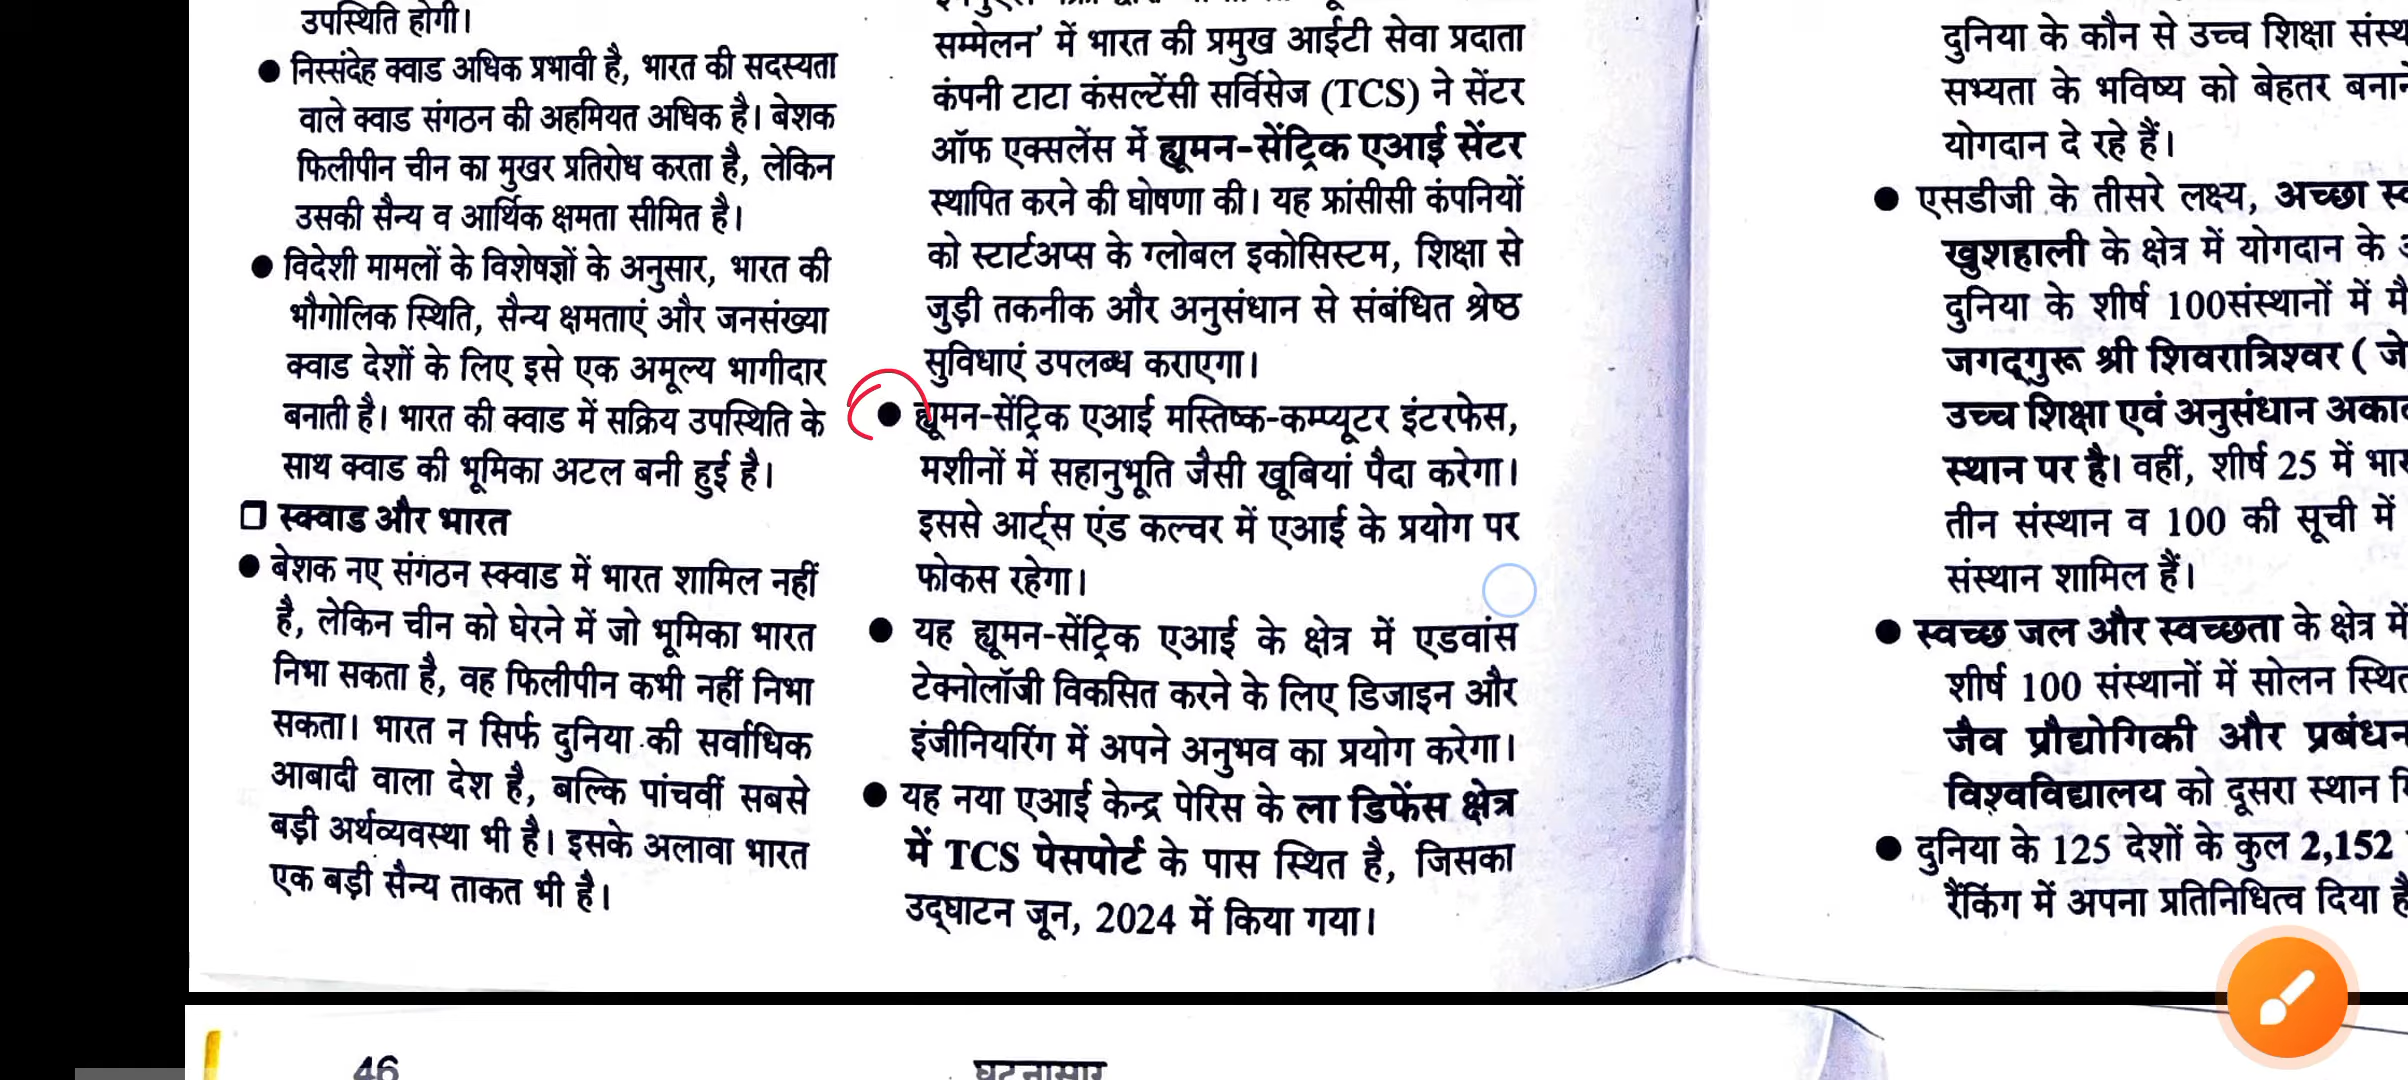 उपस्थिति होगी।
● निस्संदेह क्वाड अधिक प्रभावी है, भारत की सदस्यता
वाले क्वाड संगठन की अहमियत अधिक है। बेशक
फिलीपीन चीन का मुखर प्रतिरोध करता है, लेकिन
उसकी सैन्य व आर्थिक क्षमता सीमित है।
● विदेशी मामलों के विशेषज्ञों के अनुसार, भारत की
भौगोलिक स्थिति, सैन्य क्षमताएं और जनसंख्या
क्वाड देशों के लिए इसे एक अमूल्य भागीदार
बनाती है। भारत की क्वाड में सक्रिय उपस्थिति के
साथ क्वाड की भूमिका अटल बनी हुई है।
❑ स्क्वाड और भारत
● बेशक नए संगठन स्क्वाड में भारत शामिल नहीं
है, लेकिन चीन को घेरने में जो भूमिका भारत
निभा सकता है, वह फिलीपीन कभी नहीं निभा
सकता। भारत न सिर्फ दुनिया की सर्वाधिक
आबादी वाला देश है, बल्कि पांचवीं सबसे
बड़ी अर्थव्यवस्था भी है। इसके अलावा भारत
एक बड़ी सैन्य ताकत भी है।
सम्मेलन' में भारत की प्रमुख आईटी सेवा प्रदाता
कंपनी टाटा कंसल्टेंसी सर्विसेज (TCS) ने सेंटर
ऑफ एक्सलेंस में ह्यूमन-सेंट्रिक एआई सेंटर
स्थापित करने की घोषणा की। यह फ्रांसीसी कंपनियों
को स्टार्टअप्स के ग्लोबल इकोसिस्टम, शिक्षा से
जुड़ी तकनीक और अनुसंधान से संबंधित श्रेष्ठ
सुविधाएं उपलब्ध कराएगा।
● ह्यूमन-सेंट्रिक एआई मस्तिष्क-कम्प्यूटर इंटरफेस,
मशीनों में सहानुभूति जैसी खूबियां पैदा करेगा।
इससे आर्ट्स एंड कल्चर में एआई के प्रयोग पर
फोकस रहेगा।
● यह ह्यूमन-सेंट्रिक एआई के क्षेत्र में एडवांस
टेक्नोलॉजी विकसित करने के लिए डिजाइन और
इंजीनियरिंग में अपने अनुभव का प्रयोग करेगा।
● यह नया एआई केन्द्र पेरिस के ला डिफेंस क्षेत्र
में TCS पेसपोर्ट के पास स्थित है, जिसका
उद्घाटन जून, 2024 में किया गया।
दुनिया के कौन से उच्च शिक्षा
सभ्यता के भविष्य को बेहतर
योगदान दे रहे हैं।
● एसडीजी के तीसरे लक्ष्य, अच्छा
खुशहाली के क्षेत्र में योगदान के
दुनिया के शीर्ष 100संस्थानों में
जगद्गुरू श्री शिवरात्रिश्वर (
उच्च शिक्षा एवं अनुसंधान
स्थान पर है। वहीं, शीर्ष 25 में
तीन संस्थान व 100 की सूची में
संस्थान शामिल हैं।
● स्वच्छ जल और स्वच्छता के क्षेत्र में
शीर्ष 100 संस्थानों में सोलन
जैव प्रौद्योगिकी और
विश्वविद्यालय को दूसरा स्थान
● दुनिया के 125 देशों के कुल 2,152
रैंकिंग में अपना प्रतिनिधित्व दिया
46
घटनासार